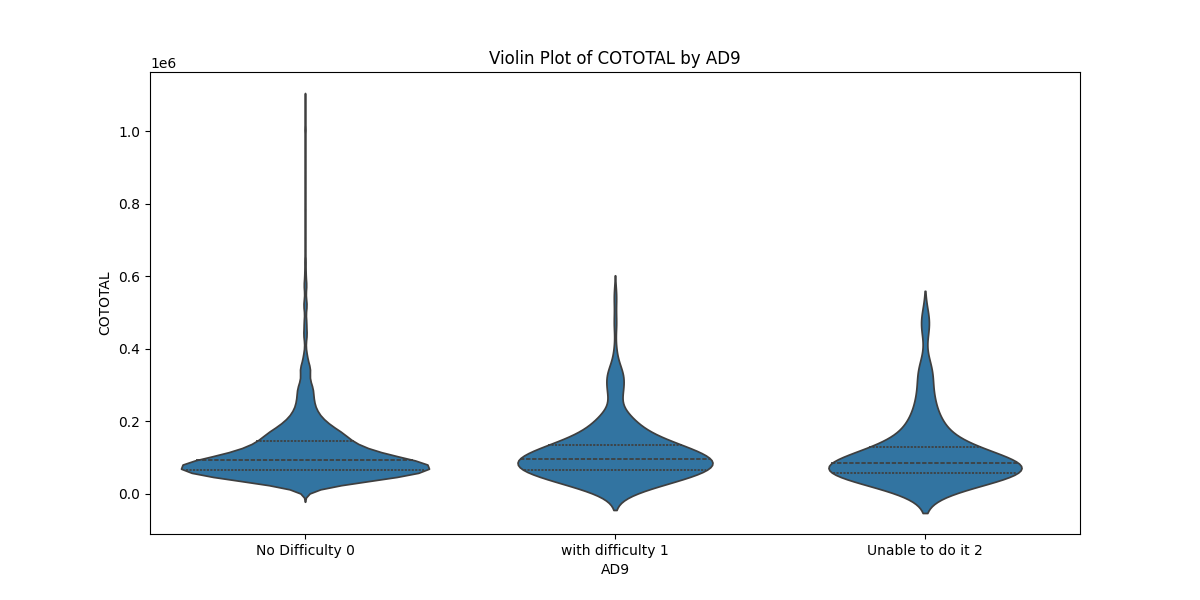 Violin Plot of COTOTAL by AD9
1e6
1.0
0.8
0.6
0.4
0.2
0.0
COTOTAL
No Difficulty 0
with difficulty 1
Unable to do it 2
AD9